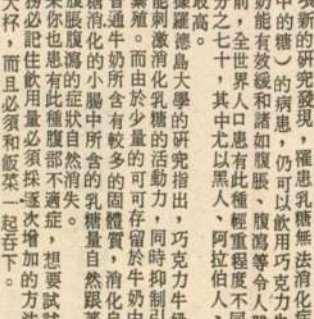 項新的研究發現，罹患乳糖無法消化症
中的糖）的病患，仍可以飲用巧克力牛
奶能有效緩和諸如腹脹、腹瀉等令人難
前，全世界人口患有此種輕重程度不同
分之七十，其中尤以黑人、阿拉伯人、
最高。
據羅德島大學的研究指出，巧克力牛
能刺激消化乳糖的活動力，同時抑制引
繁殖。而由於少量的可可存留於牛奶中
普通牛奶所含有較多的固體質，消化自
糖消化的小腸中所含的乳糖量自然跟著
腹脹腹瀉的症狀自然消失。
果你也患有此種腹部不適症，想要試試
務必記住飲用量必須採逐次增加的方法
大杯，而且必須和飯菜一起吞下。